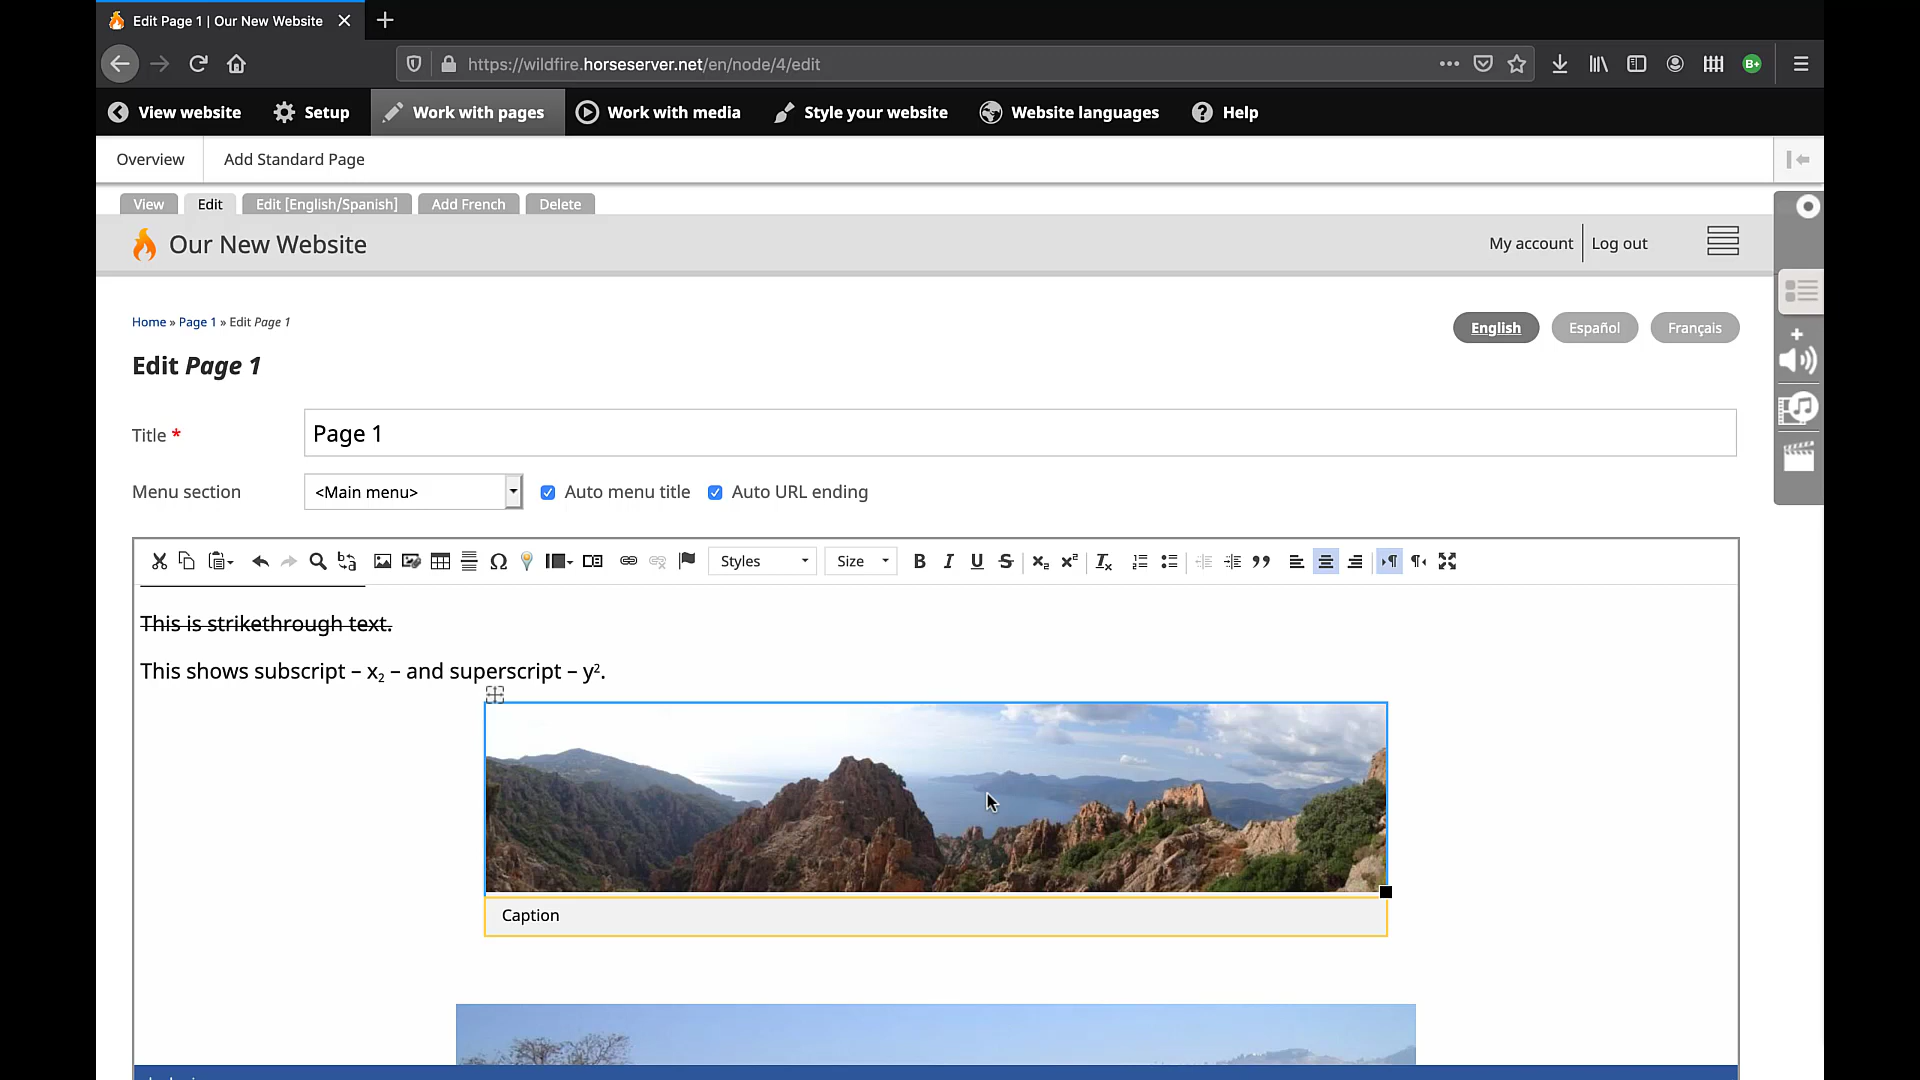 Edit Page 1 | Our New Website
https://wildfire.horseserver.net/en/node/4/edit
B+
View website
Setup
Work with pages
Work with media
Style your website
Website languages
Help
Overview
Add Standard Page
View
Edit
Edit [English/Spanish]
Add French
Delete
Our New Website
My account
Log out
Home » Page 1 » Edit Page 1
English
Español
Français
Edit Page 1
Title *
Page 1
Menu section
<Main menu>
Auto menu title
Auto URL ending
Styles
Size
This is strikethrough text.
This shows subscript – x₂ – and superscript – y².
Caption